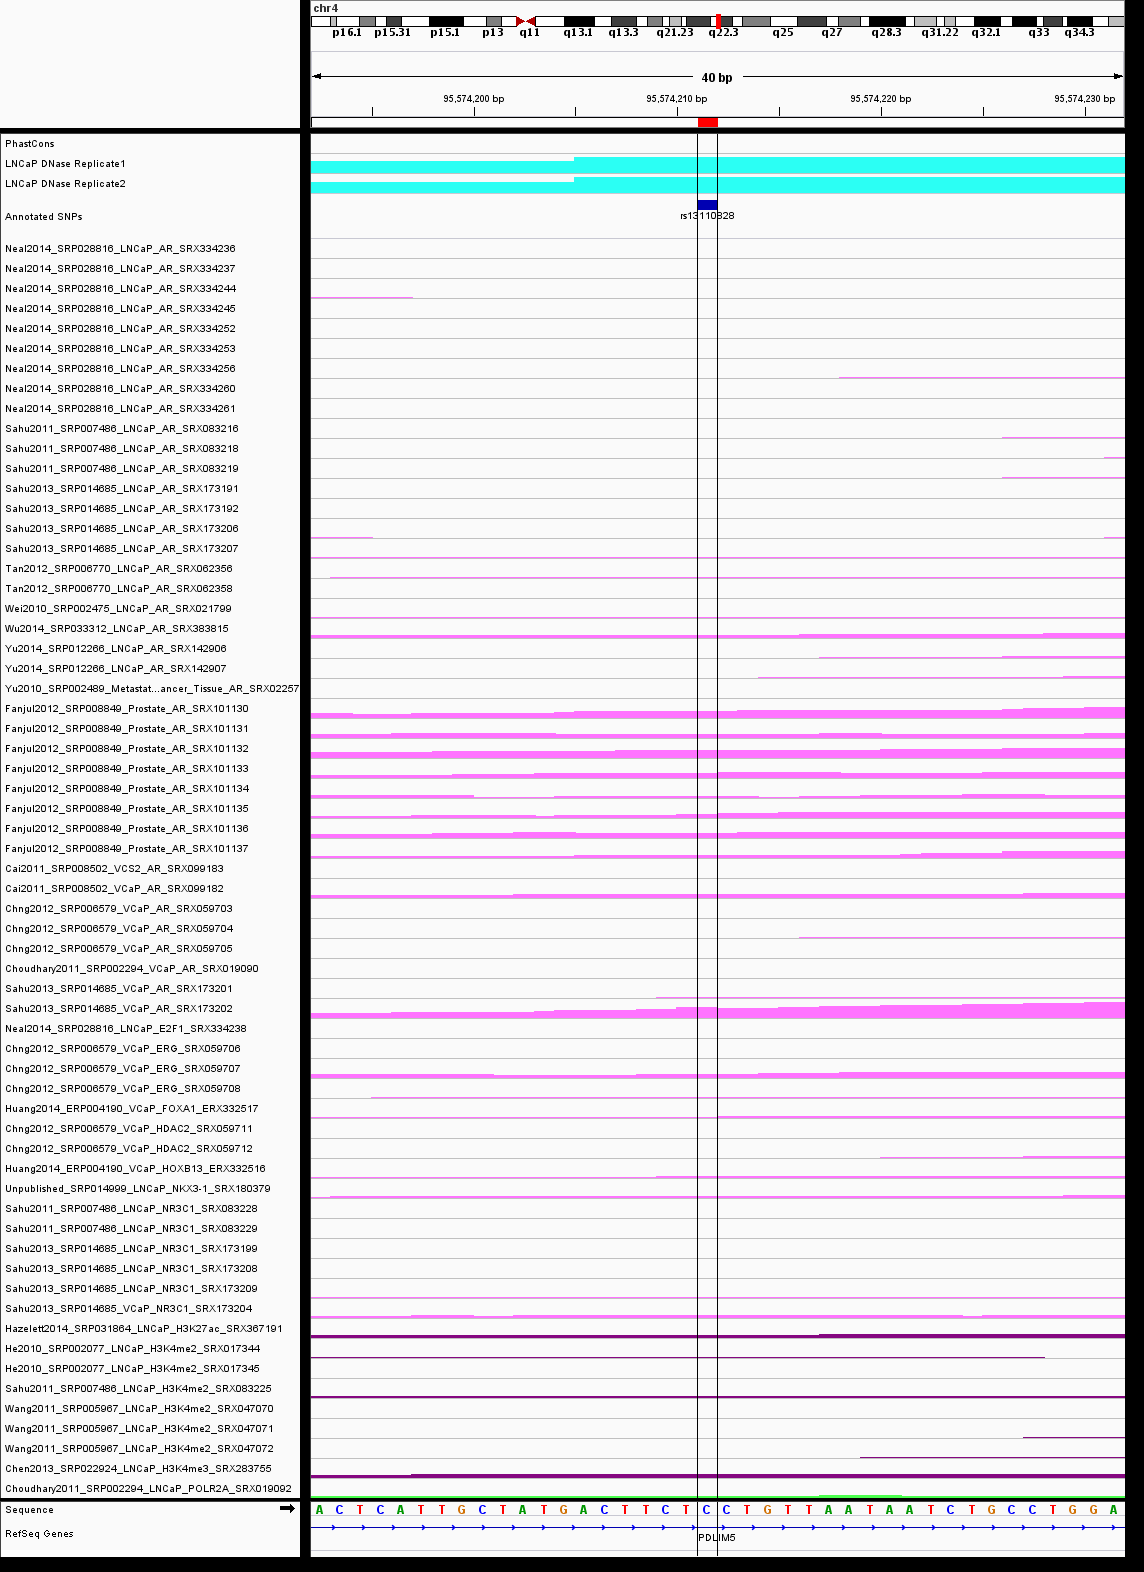 chr4
p16.1 p15.31 p15.1 p13 q11 q13.1 q13.3 q21.23 q22.3 q25 q27 q28.3 q31.22 q32.1 q33 q34.3
40 bp
95,574,200 bp 95,574,210 bp 95,574,220 bp 95,574,230 bp
PhastCons
LNCaP DNase Replicate1
LNCaP DNase Replicate2
Annotated SNPs
rs13110828
Neal2014_SRP028816_LNCaP_AR_SRX334236
Neal2014_SRP028816_LNCaP_AR_SRX334237
Neal2014_SRP028816_LNCaP_AR_SRX334244
Neal2014_SRP028816_LNCaP_AR_SRX334245
Neal2014_SRP028816_LNCaP_AR_SRX334252
Neal2014_SRP028816_LNCaP_AR_SRX334253
Neal2014_SRP028816_LNCaP_AR_SRX334256
Neal2014_SRP028816_LNCaP_AR_SRX334260
Neal2014_SRP028816_LNCaP_AR_SRX334261
Sahu2011_SRP007486_LNCaP_AR_SRX083216
Sahu2011_SRP007486_LNCaP_AR_SRX083218
Sahu2011_SRP007486_LNCaP_AR_SRX083219
Sahu2013_SRP014685_LNCaP_AR_SRX173191
Sahu2013_SRP014685_LNCaP_AR_SRX173192
Sahu2013_SRP014685_LNCaP_AR_SRX173206
Sahu2013_SRP014685_LNCaP_AR_SRX173207
Tan2012_SRP006770_LNCaP_AR_SRX062356
Tan2012_SRP006770_LNCaP_AR_SRX062358
Wei2010_SRP002475_LNCaP_AR_SRX021799
Wu2014_SRP033312_LNCaP_AR_SRX383815
Yu2014_SRP012266_LNCaP_AR_SRX142906
Yu2014_SRP012266_LNCaP_AR_SRX142907
Yu2010_SRP002489_Metastat...ancer_Tissue_AR_SRX02257
Fanjul2012_SRP008849_Prostate_AR_SRX101130
Fanjul2012_SRP008849_Prostate_AR_SRX101131
Fanjul2012_SRP008849_Prostate_AR_SRX101132
Fanjul2012_SRP008849_Prostate_AR_SRX101133
Fanjul2012_SRP008849_Prostate_AR_SRX101134
Fanjul2012_SRP008849_Prostate_AR_SRX101135
Fanjul2012_SRP008849_Prostate_AR_SRX101136
Fanjul2012_SRP008849_Prostate_AR_SRX101137
Cai2011_SRP008502_VCS2_AR_SRX099183
Cai2011_SRP008502_VCaP_AR_SRX099182
Chng2012_SRP006579_VCaP_AR_SRX059703
Chng2012_SRP006579_VCaP_AR_SRX059704
Chng2012_SRP006579_VCaP_AR_SRX059705
Choudhary2011_SRP002294_VCaP_AR_SRX019090
Sahu2013_SRP014685_VCaP_AR_SRX173201
Sahu2013_SRP014685_VCaP_AR_SRX173202
Neal2014_SRP028816_LNCaP_E2F1_SRX334238
Chng2012_SRP006579_VCaP_ERG_SRX059706
Chng2012_SRP006579_VCaP_ERG_SRX059707
Chng2012_SRP006579_VCaP_ERG_SRX059708
Huang2014_ERP004190_VCaP_FOXA1_ERX332517
Chng2012_SRP006579_VCaP_HDAC2_SRX059711
Chng2012_SRP006579_VCaP_HDAC2_SRX059712
Huang2014_ERP004190_VCaP_HOXB13_ERX332516
Unpublished_SRP014999_LNCaP_NKX3-1_SRX180379
Sahu2011_SRP007486_LNCaP_NR3C1_SRX083228
Sahu2011_SRP007486_LNCaP_NR3C1_SRX083229
Sahu2013_SRP014685_LNCaP_NR3C1_SRX173199
Sahu2013_SRP014685_LNCaP_NR3C1_SRX173208
Sahu2013_SRP014685_LNCaP_NR3C1_SRX173209
Sahu2013_SRP014685_VCaP_NR3C1_SRX173204
Hazelett2014_SRP031864_LNCaP_H3K27ac_SRX367191
He2010_SRP002077_LNCaP_H3K4me2_SRX017344
He2010_SRP002077_LNCaP_H3K4me2_SRX017345
Sahu2011_SRP007486_LNCaP_H3K4me2_SRX083225
Wang2011_SRP005967_LNCaP_H3K4me2_SRX047070
Wang2011_SRP005967_LNCaP_H3K4me2_SRX047071
Wang2011_SRP005967_LNCaP_H3K4me2_SRX047072
Chen2013_SRP022924_LNCaP_H3K4me3_SRX283755
Choudhary2011_SRP002294_LNCaP_POLR2A_SRX019092
Sequence A C T C A T T G C T A T G A C T T C T C C T G T T A A T A A T C T G C C T G G A
RefSeq Genes
PDLIM5